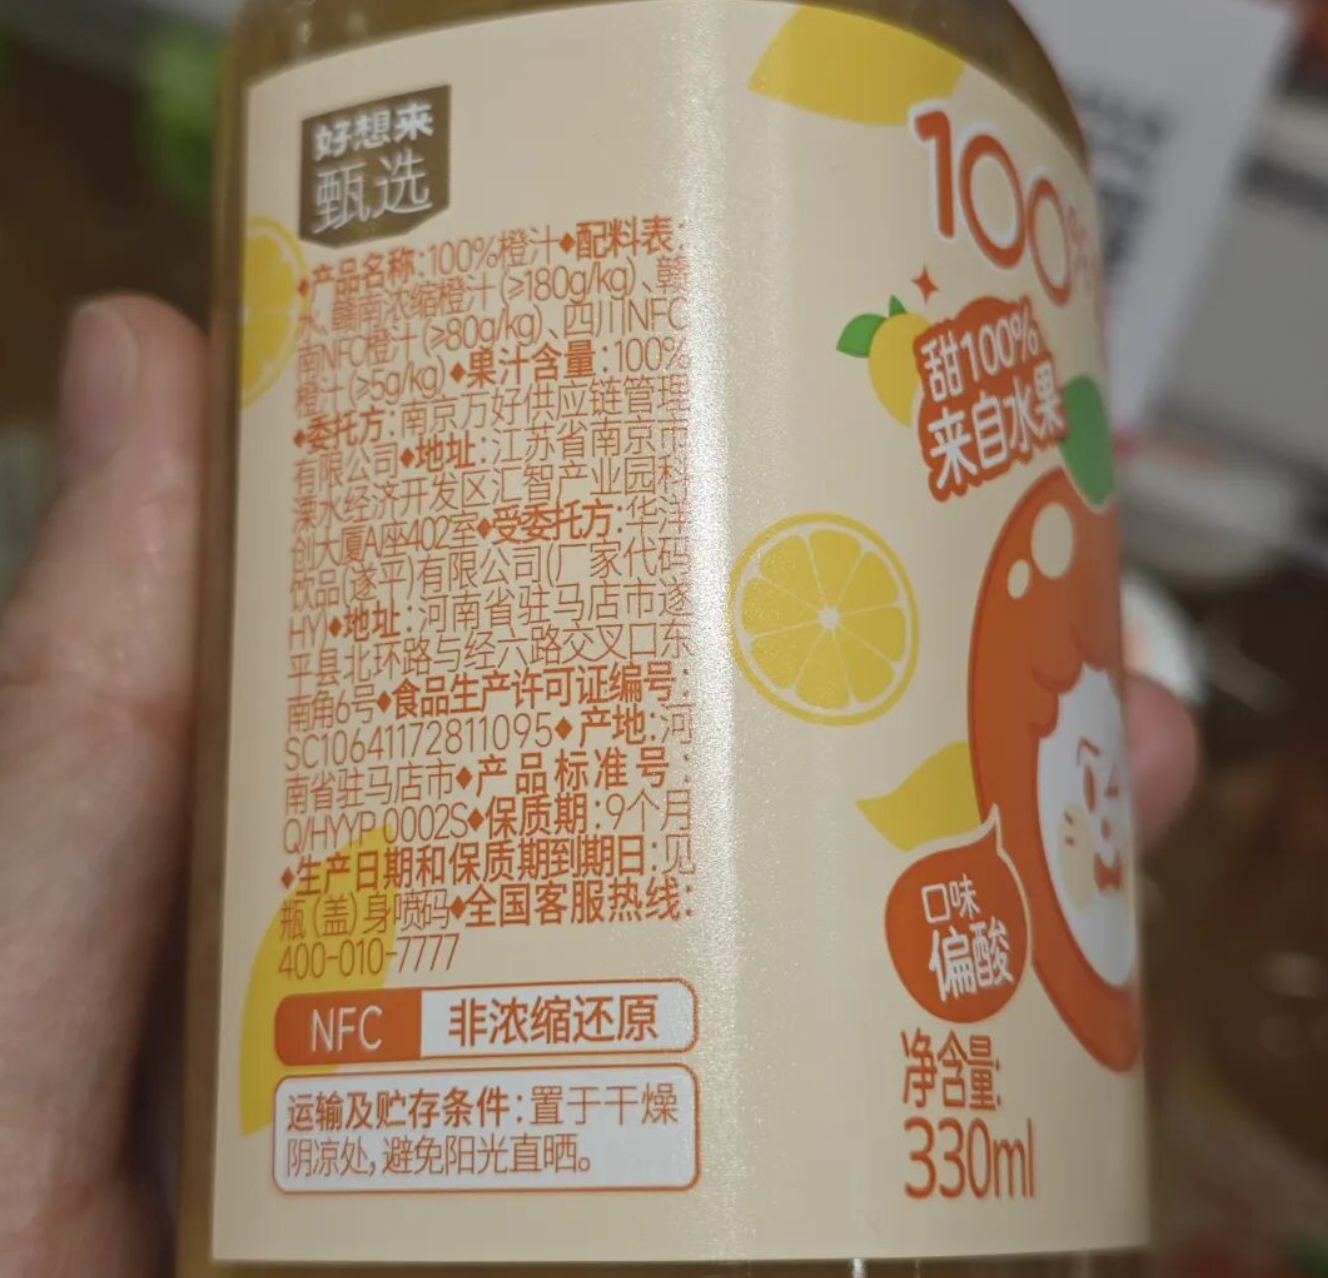 好想来
甄选
◆产品名称:100%橙汁◆配料表:
水、赣南浓缩橙汁(≥180g/kg)、赣
南NFC橙汁(≥80g/kg)、四川NFC
橙汁(≥5g/kg)◆果汁含量:100%
◆委托方:南京万好供应链管理
有限公司◆地址:江苏省南京市
溧水经济开发区汇智产业园科
创大厦A座402室◆受委托方:华洋
饮品(遂平)有限公司(厂家代码
HY)◆地址:河南省驻马店市遂
平县北环路与经六路交叉口东
南角6号◆食品生产许可证编号:
SC10641172811095◆产地:河
南省驻马店市◆产品标准号:
Q/HYYP 0002S◆保质期:9个月
◆生产日期和保质期到期日:见
瓶(盖)身喷码◆全国客服热线:
400-010-7777
NFC 非浓缩还原
运输及贮存条件:置于干燥
阴凉处,避免阳光直晒。
100%
甜100%
来自水果
口味
偏酸
净含量:
330ml